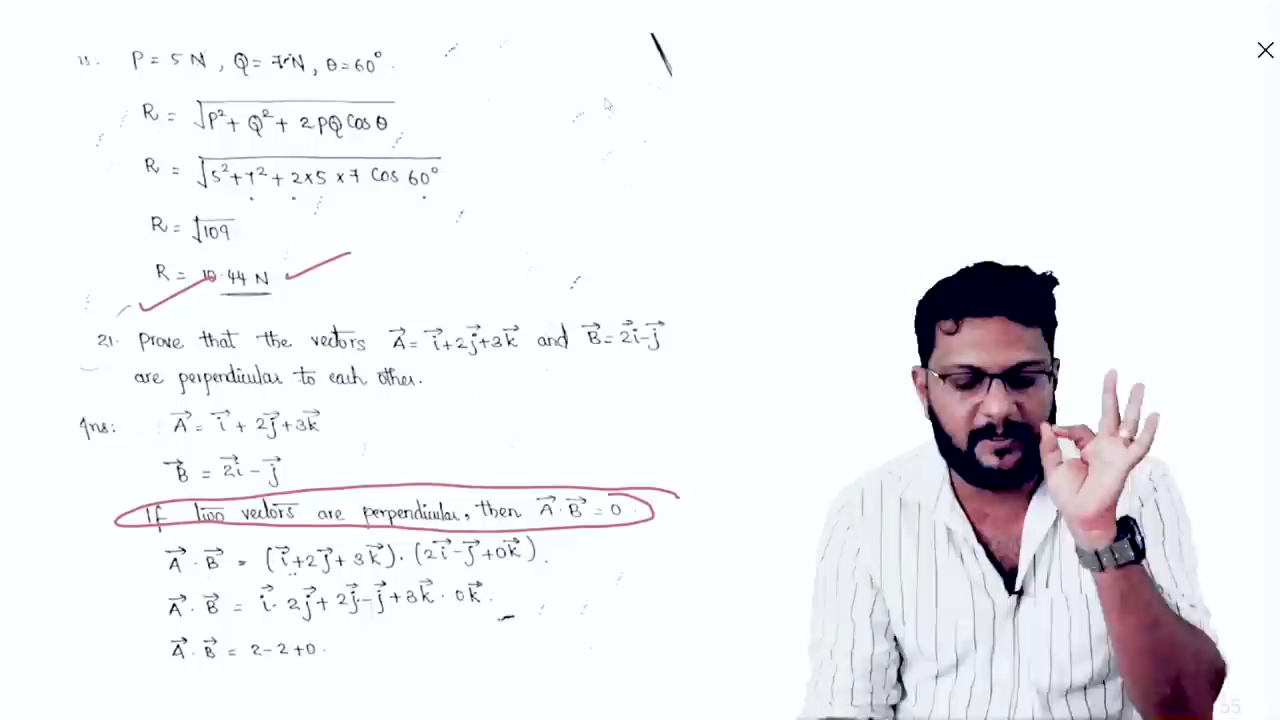 15. P = 5 N, Q = 7 N, θ = 60°.
R = √P² + Q² + 2PQ Cos θ
R = √5² + 7² + 2×5 ×7 Cos 60°
R = √109
R = 10.44 N
21. Prove that the vectors A⃗ = i⃗+2j⃗+3k⃗ and B⃗ = 2i⃗-j⃗
are perpendicular to each other.
Ans: A⃗ = i⃗ + 2j⃗+3k⃗
B⃗ = 2i⃗ - j⃗
If two vectors are perpendicular, then A⃗.B⃗ = 0.
A⃗ . B⃗ = (i⃗+2j⃗+3k⃗).(2i⃗-j⃗+0k⃗).
A⃗ . B⃗ = i⃗. 2j⃗+ 2j⃗.-j⃗+3k⃗. 0k⃗.
A⃗ . B⃗ = 2-2+0.